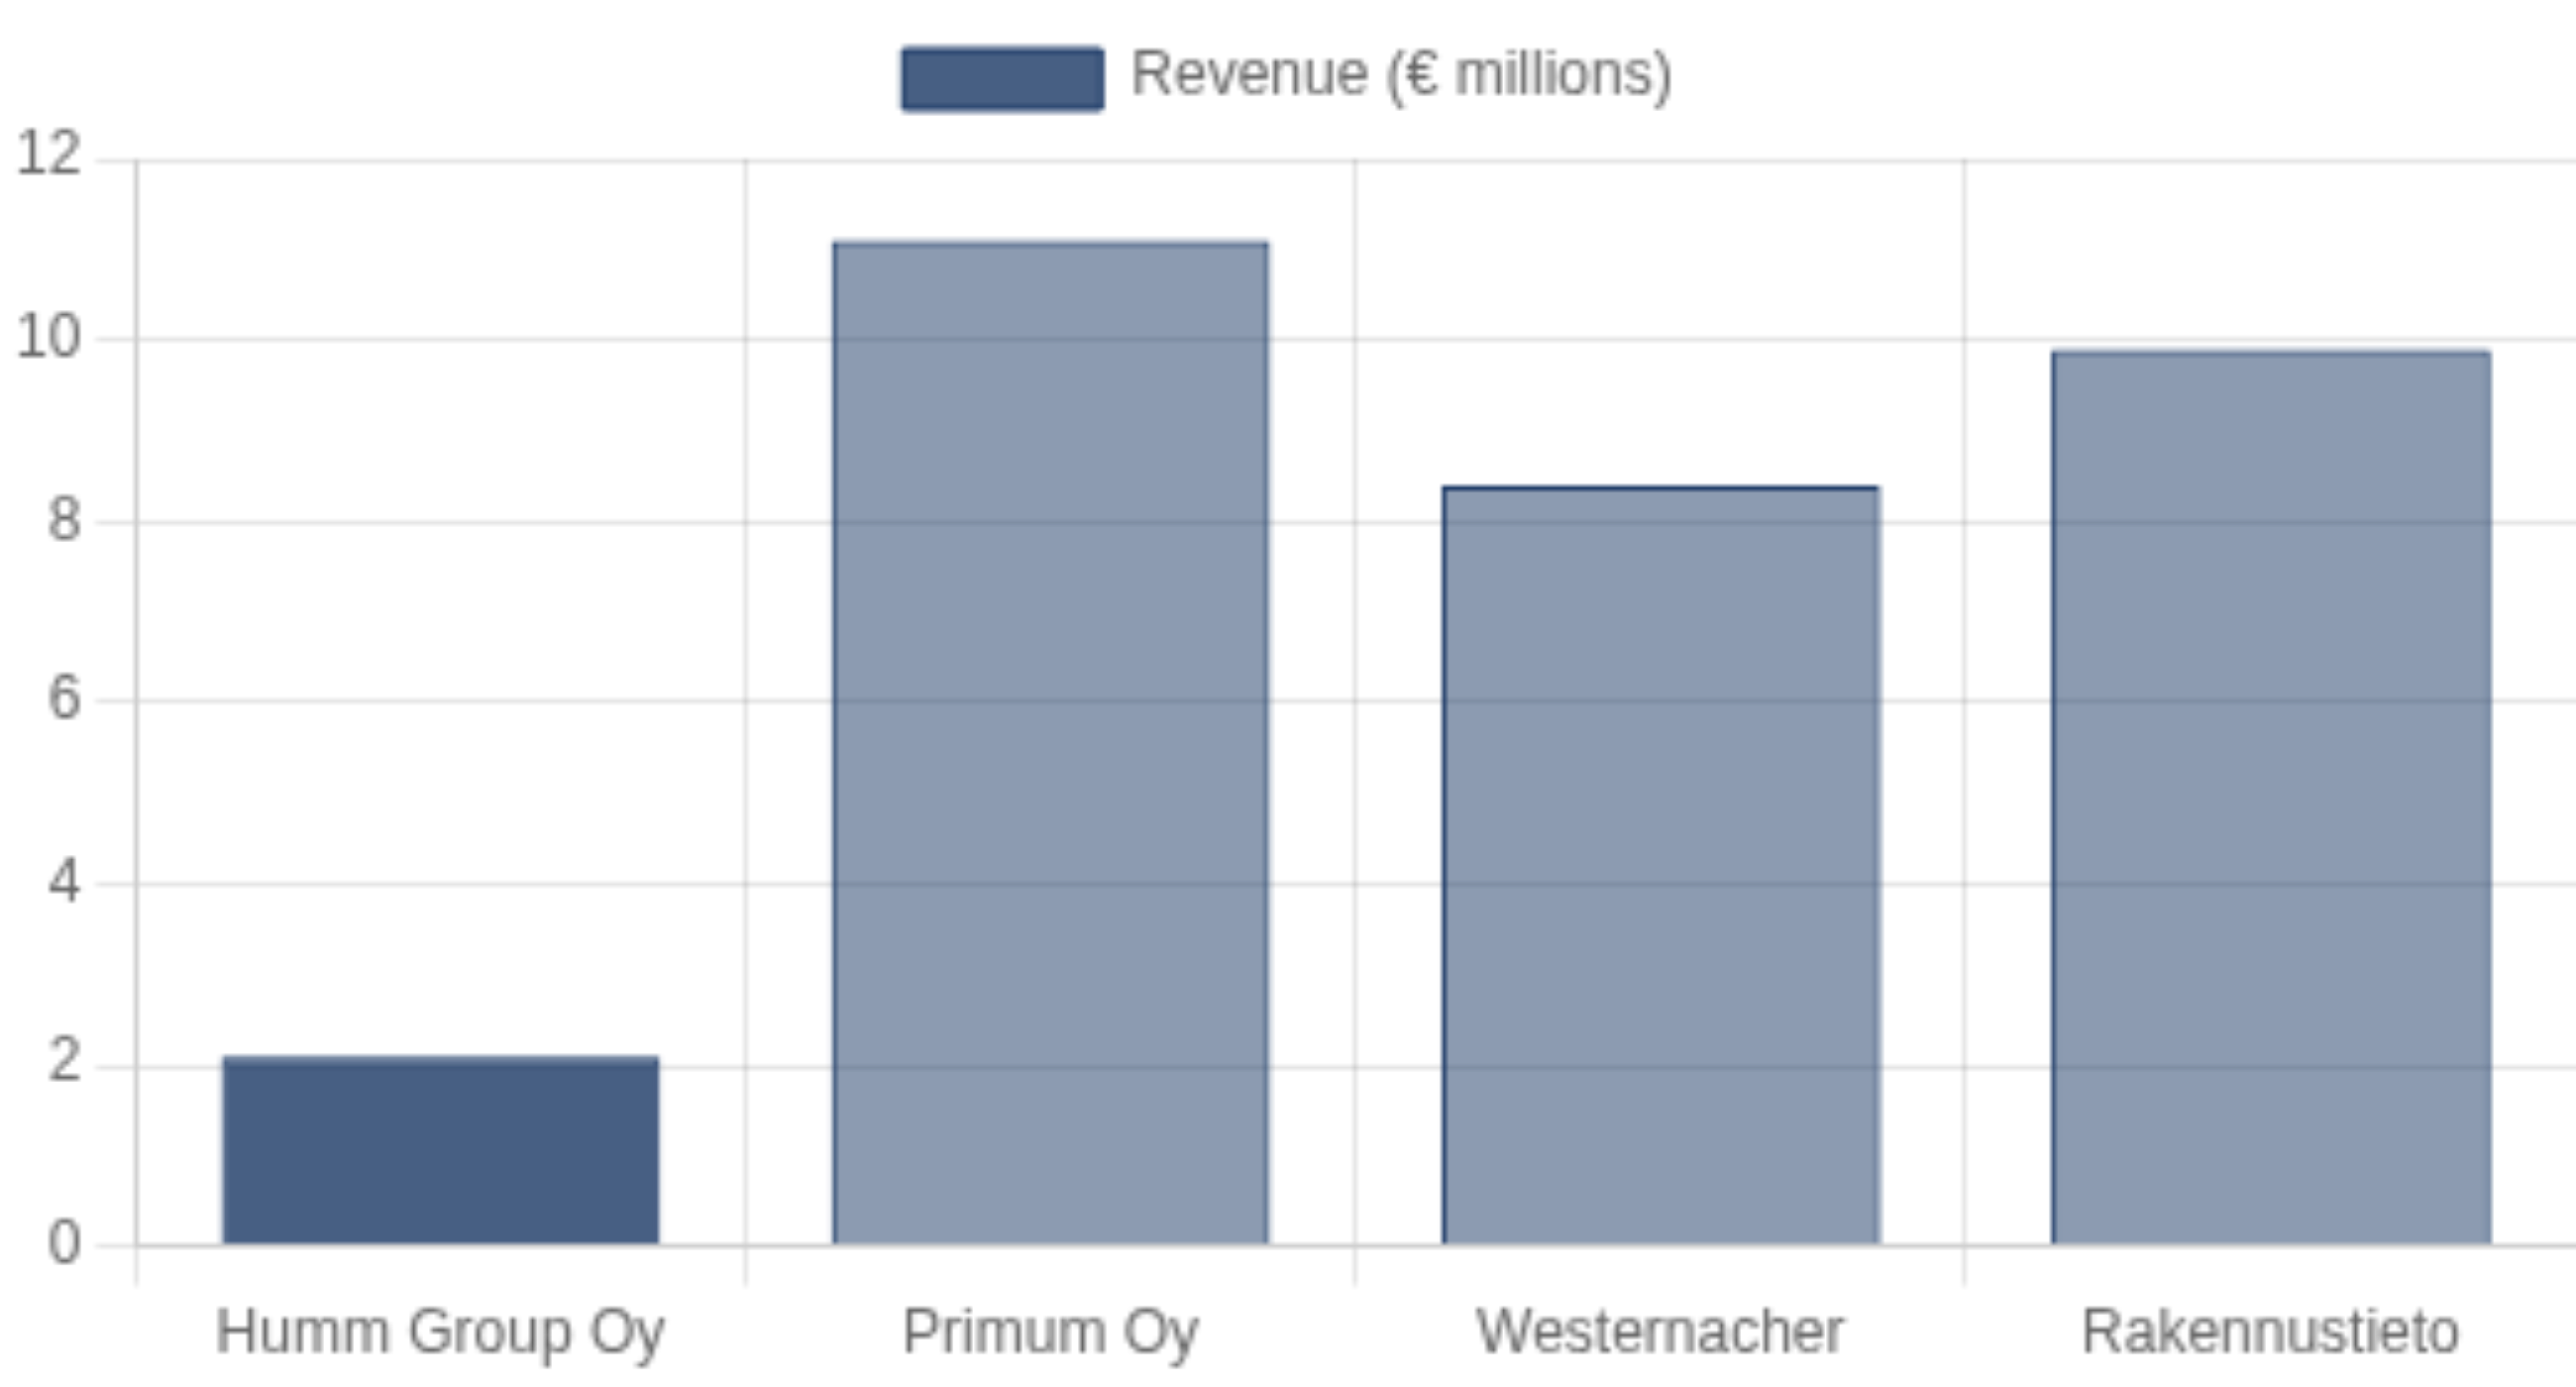 Revenue (€ millions)
12
10
8
6
4
2
0
Humm Group Oy
Primum Oy
Westernacher
Rakennustieto